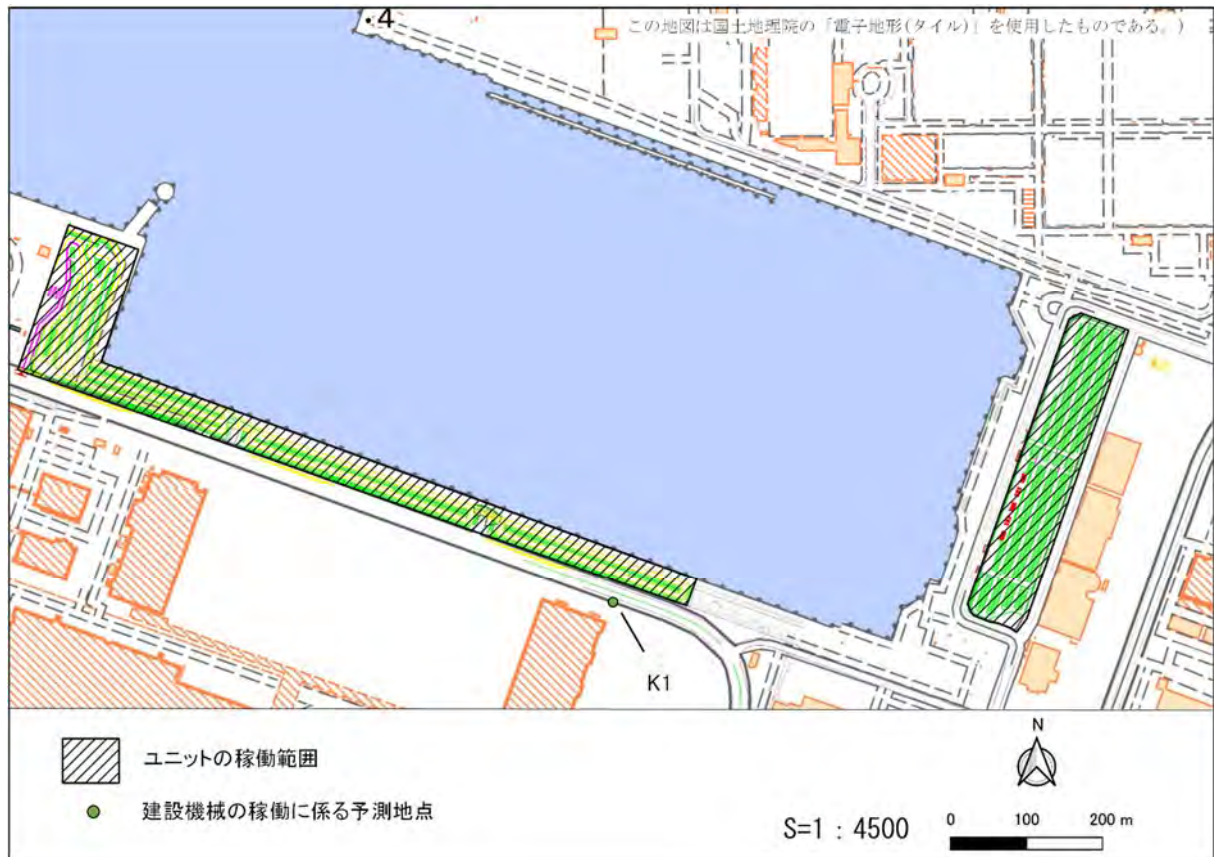 4
この地図は国土地理院の「電子地形(タイル)」を使用したものである。)
K1
ユニットの稼働範囲
建設機械の稼働に係る予測地点
N
S=1 : 4500
0 100 200 m